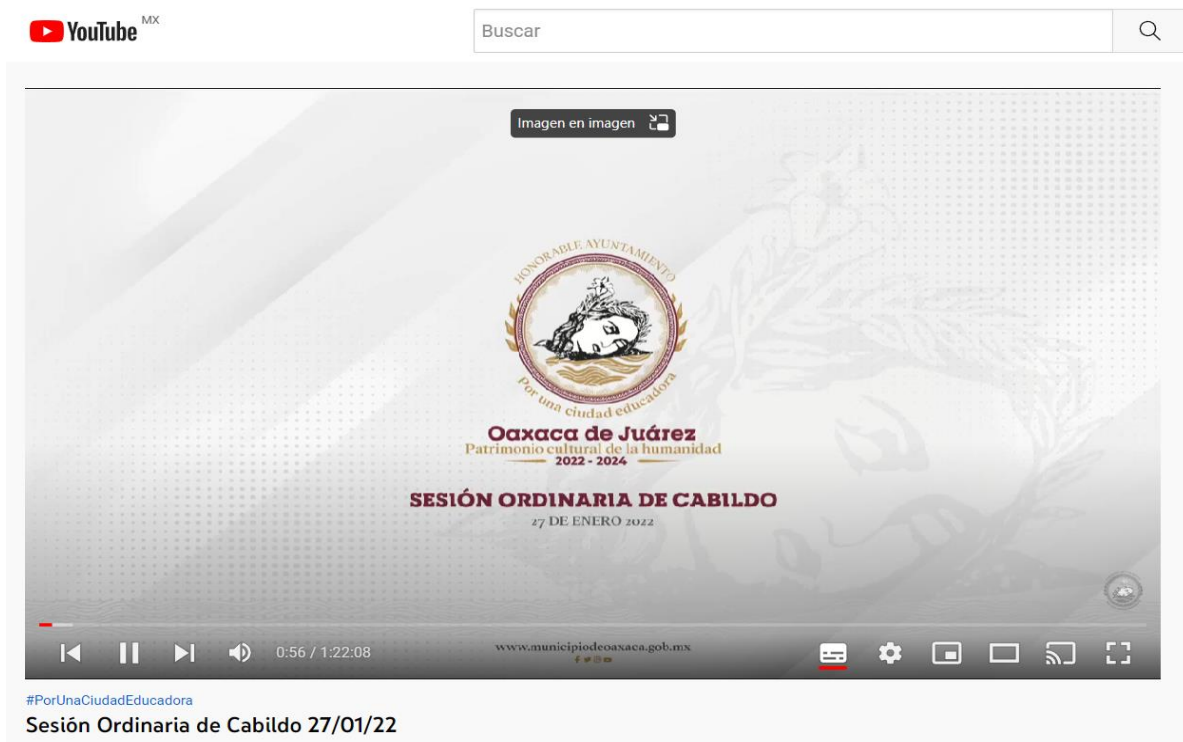 YouTube MX
Buscar
Imagen en imagen
HONORABLE AYUNTAMIENTO
Por una ciudad educadora
Oaxaca de Juárez
Patrimonio cultural de la humanidad
2022 - 2024
SESIÓN ORDINARIA DE CABILDO
27 DE ENERO 2022
www.municipiodeoaxaca.gob.mx
0:56 / 1:22:08
#PorUnaCiudadEducadora
Sesión Ordinaria de Cabildo 27/01/22